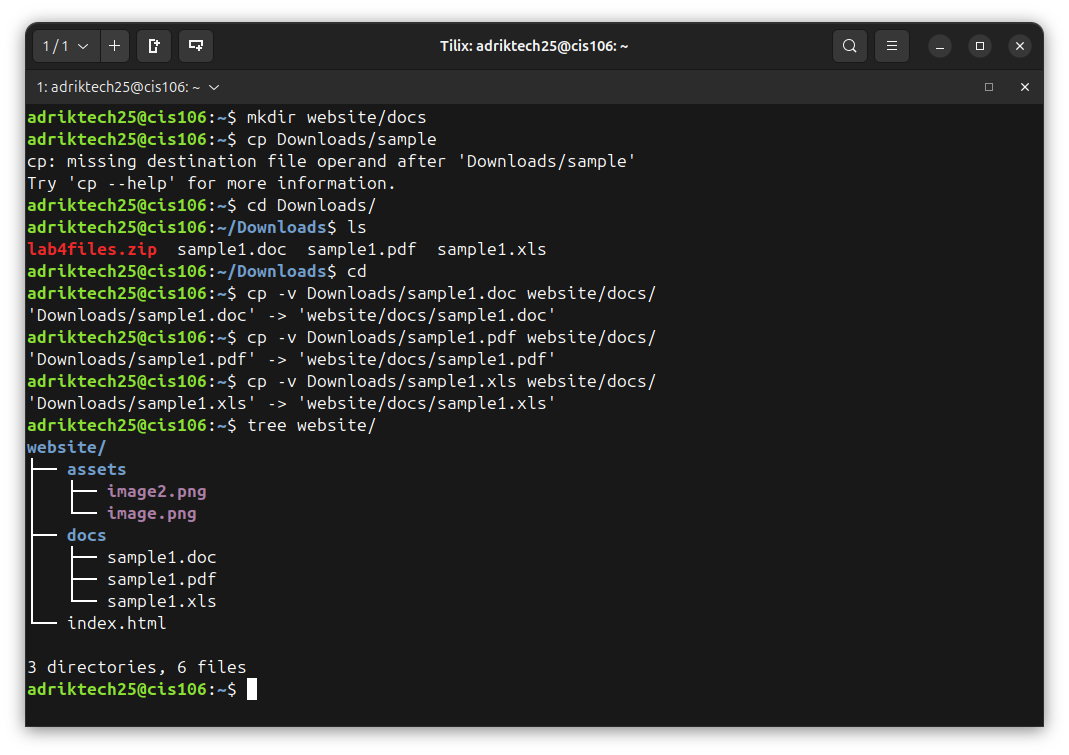 1 / 1
Tilix: adriktech25@cis106: ~
1: adriktech25@cis106: ~
adriktech25@cis106:~$ mkdir website/docs
adriktech25@cis106:~$ cp Downloads/sample
cp: missing destination file operand after 'Downloads/sample'
Try 'cp --help' for more information.
adriktech25@cis106:~$ cd Downloads/
adriktech25@cis106:~/Downloads$ ls
lab4files.zip  sample1.doc  sample1.pdf  sample1.xls
adriktech25@cis106:~/Downloads$ cd
adriktech25@cis106:~$ cp -v Downloads/sample1.doc website/docs/
'Downloads/sample1.doc' -> 'website/docs/sample1.doc'
adriktech25@cis106:~$ cp -v Downloads/sample1.pdf website/docs/
'Downloads/sample1.pdf' -> 'website/docs/sample1.pdf'
adriktech25@cis106:~$ cp -v Downloads/sample1.xls website/docs/
'Downloads/sample1.xls' -> 'website/docs/sample1.xls'
adriktech25@cis106:~$ tree website/
website/
├── assets
│   ├── image2.png
│   └── image.png
├── docs
│   ├── sample1.doc
│   ├── sample1.pdf
│   └── sample1.xls
└── index.html
3 directories, 6 files
adriktech25@cis106:~$